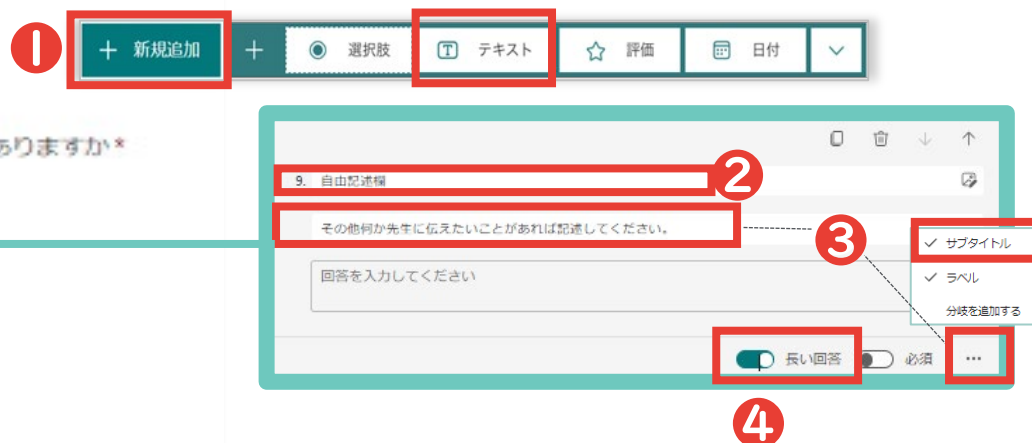 1
+ 新規追加 + 選択肢 テキスト 評価 日付
ありますか*
9. 自由記述欄
2
その他何か先生に伝えたいことがあれば記述してください。
3
サブタイトル
回答を入力してください
ラベル
分岐を追加する
長い回答 必須 …
4